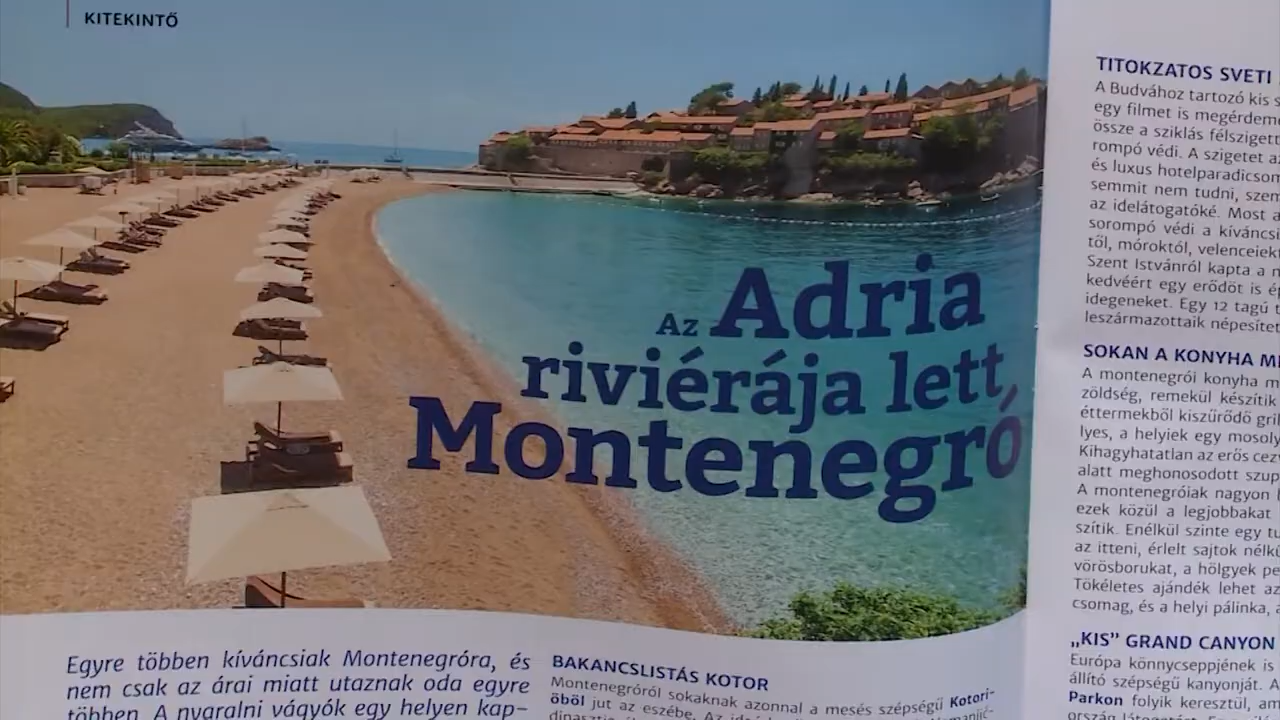 KITEKINTŐ
Az Adria
riviérája lett
Montenegró
Egyre többen kíváncsiak Montenegróra, és
nem csak az árai miatt utaznak oda egyre
többen. A nyaralni vágyók egy helyen kap-
BAKANCSLISTÁS KOTOR
Montenegróról sokaknak azonnal a mesés szépségű Kotori-
öböl jut az eszébe. Az
TITOKZATOS SVETI
A Budvához tartozó kis
egy filmet is megérdem
össze a sziklás félszigett
rompó védi. A szigetet a
és luxus hotelparadicsom
semmit nem tudni, szem
az idelátogatóké. Most a
sorompó védi a kíváncsi
től, móroktól, velenceiek
Szent Istvánról kapta a
kedvéért egy erődöt is
idegeneket. Egy 12 tagú
leszármazottaik népesítet
SOKAN A KONYHA MI
A montenegrói konyha m
zöldség, remekül készítik
éttermekből kiszűrődő gri
lyes, a helyiek egy mosoly
Kihagyhatatlan az erős cez
alatt meghonosodott szup
A montenegróiak nagyon
ezek közül a legjobbakat
szítik. Enélkül szinte egy
az itteni, érlelt sajtok nélk
vörösborukat, a hölgyek pe
Tökéletes ajándék lehet az
csomag, és a helyi pálinka,
„KIS” GRAND CANYON
Európa könnycseppjének is
állító szépségű kanyonját. A
Parkon folyik keresztül, am